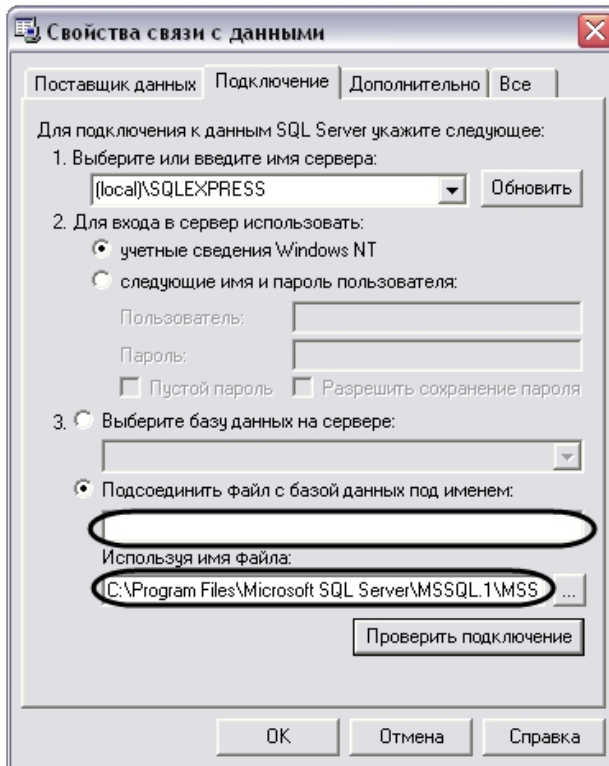 Свойства связи с данными
Поставщик данных Подключение Дополнительно Все
Для подключения к данным SQL Server укажите следующее:
1. Выберите или введите имя сервера:
(local)\SQLEXPRESS Обновить
2. Для входа в сервер использовать:
учетные сведения Windows NT
следующие имя и пароль пользователя:
Пользователь:
Пароль:
Пустой пароль Разрешить сохранение пароля
3. Выберите базу данных на сервере:
Подсоединить файл с базой данных под именем:
Используя имя файла:
C:\Program Files\Microsoft SQL Server\MSSQL.1\MSS ...
Проверить подключение
OK Отмена Справка